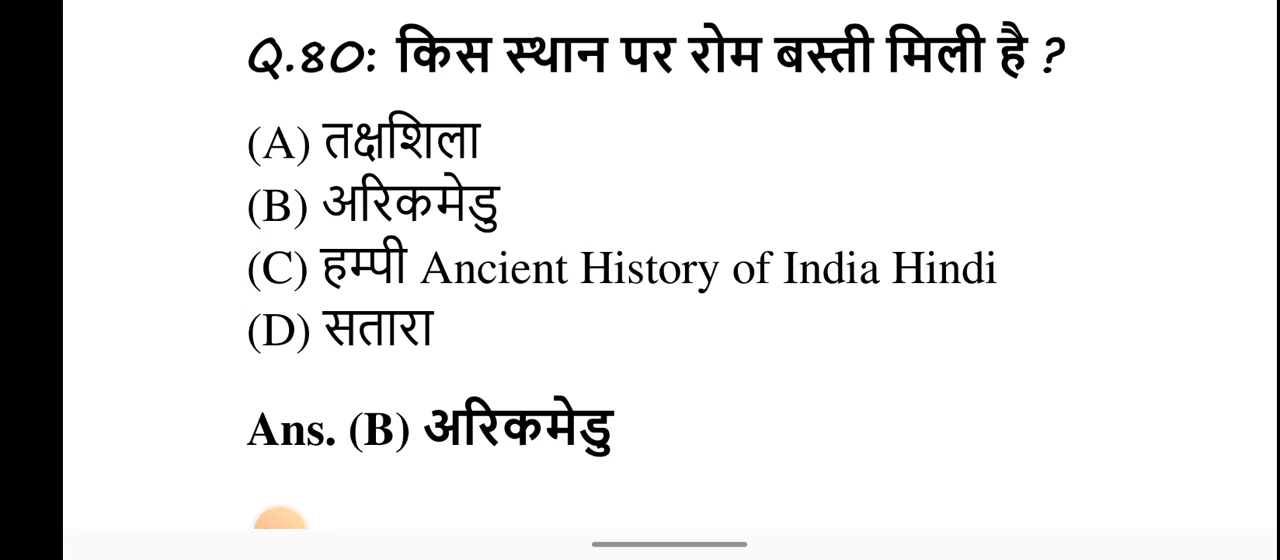 Q.80: किस स्थान पर रोम बस्ती मिली है ?
(A) तक्षशिला
(B) अरिकमेडु
(C) हम्पी Ancient History of India Hindi
(D) सतारा
Ans. (B) अरिकमेडु